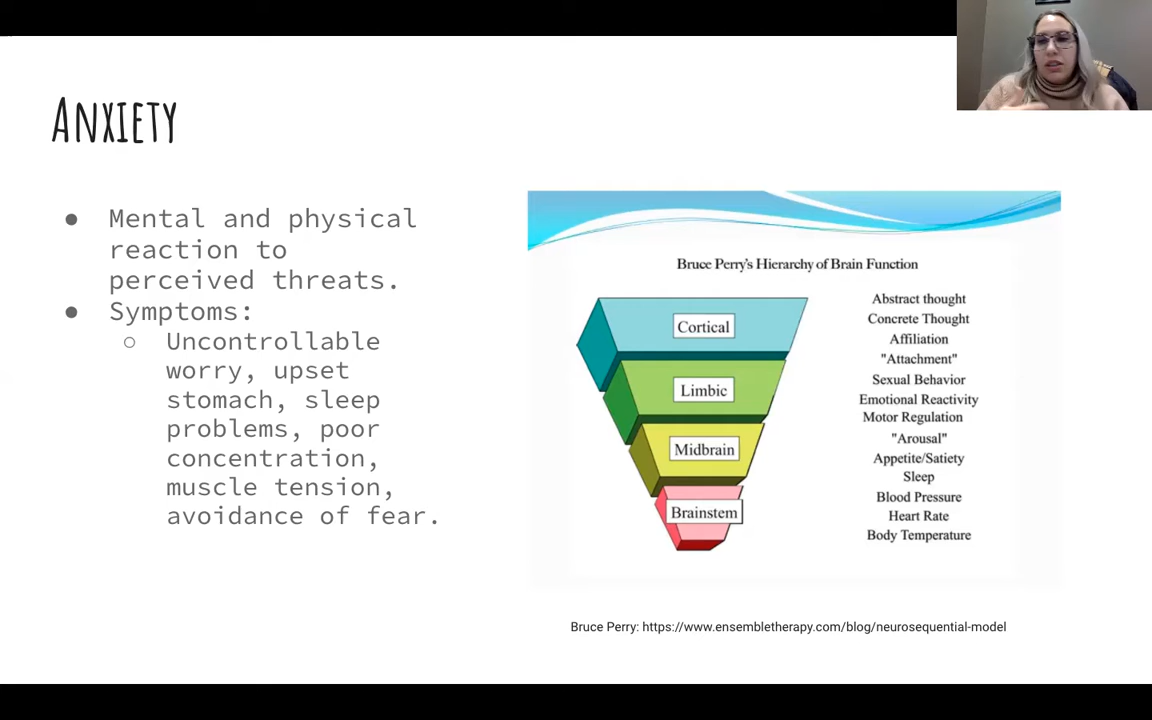 Anxiety
● Mental and physical
reaction to
perceived threats.
● Symptoms:
○ Uncontrollable
worry, upset
stomach, sleep
problems, poor
concentration,
muscle tension,
avoidance of fear.
Bruce Perry's Hierarchy of Brain Function
Cortical
Limbic
Midbrain
Brainstem
Abstract thought
Concrete Thought
Affiliation
"Attachment"
Sexual Behavior
Emotional Reactivity
Motor Regulation
"Arousal"
Appetite/Satiety
Sleep
Blood Pressure
Heart Rate
Body Temperature
Bruce Perry: https://www.ensembletherapy.com/blog/neurosequential-model